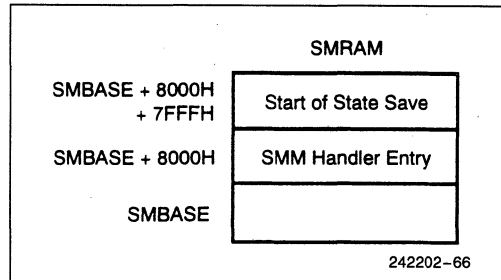 SMRAM
SMBASE + 8000H
+ 7FFFH
Start of State Save
SMBASE + 8000H
SMM Handler Entry
SMBASE
242202-66